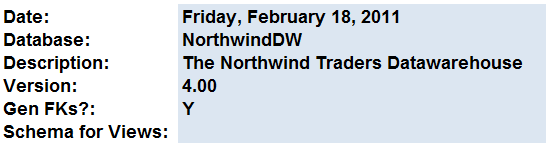 Date: Friday, February 18, 2011
Database: NorthwindDW
Description: The Northwind Traders Datawarehouse
Version: 4.00
Gen FKs?: Y
Schema for Views: